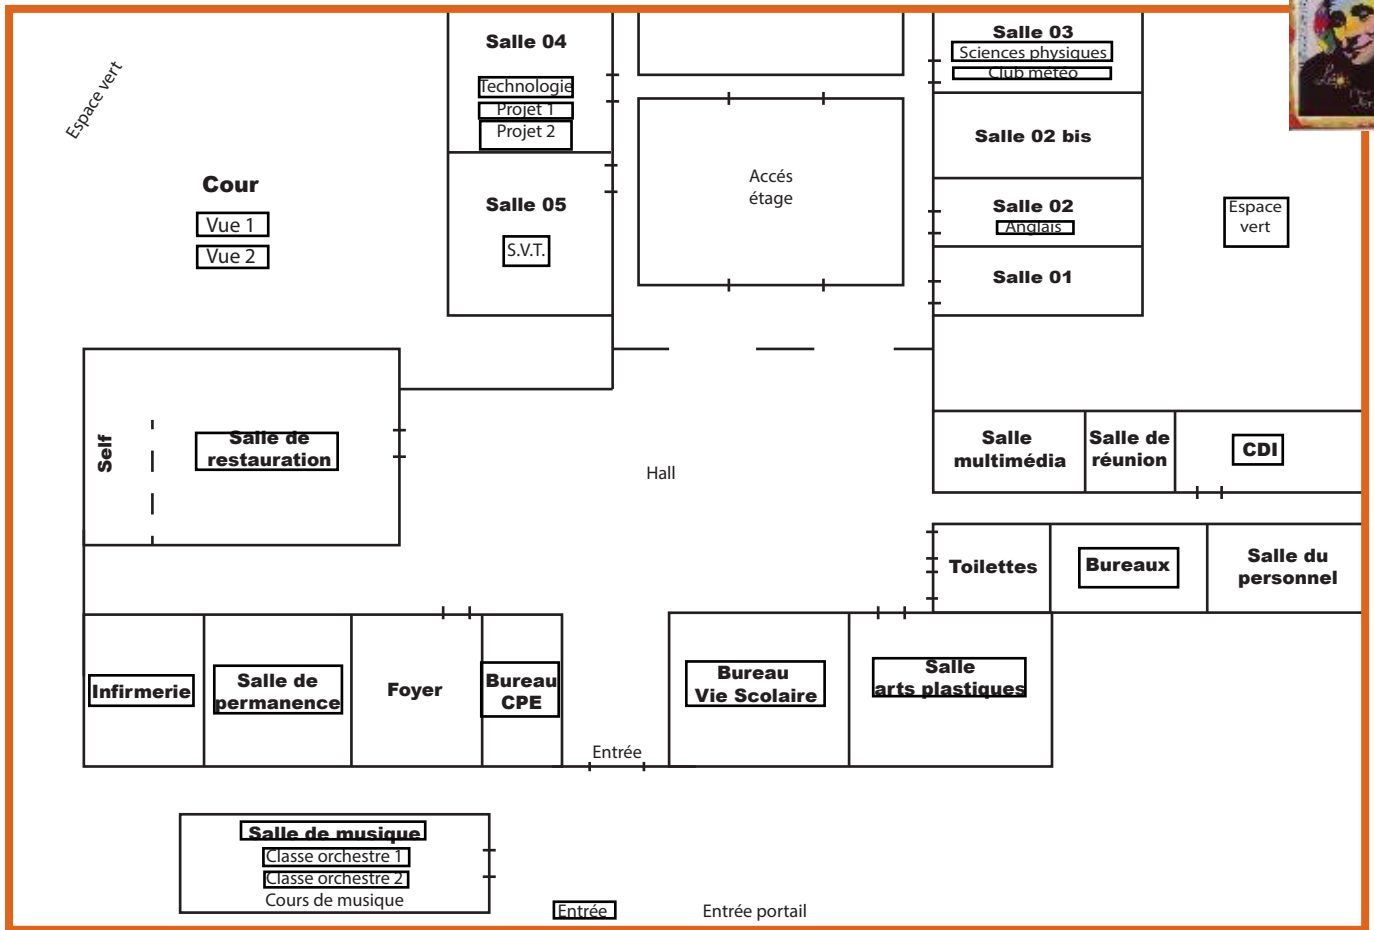 Espace vert
Cour
Vue 1
Vue 2
Salle 04
Technologie
Projet 1
Projet 2
Salle 05
S.V.T.
Accés
étage
Salle 03
Sciences physiques
Club météo
Salle 02 bis
Salle 02
Anglais
Salle 01
Espace
vert
Self
Salle de
restauration
Hall
Salle
multimédia
Salle de
réunion
CDI
Toilettes
Bureaux
Salle du
personnel
Infirmerie
Salle de
permanence
Foyer
Bureau
CPE
Entrée
Bureau
Vie Scolaire
Salle
arts plastiques
Salle de musique
Classe orchestre 1
Classe orchestre 2
Cours de musique
Entrée
Entrée portail